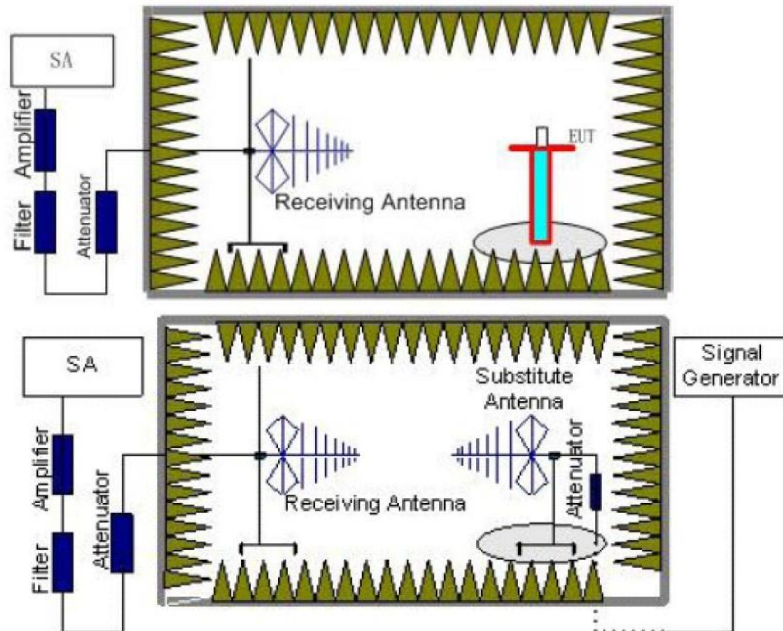 SA
Amplifier
Filter
Attenuator
Receiving Antenna
EUT
SA
Amplifier
Filter
Attenuator
Receiving Antenna
Substitute
Antenna
Attenuator
Signal
Generator